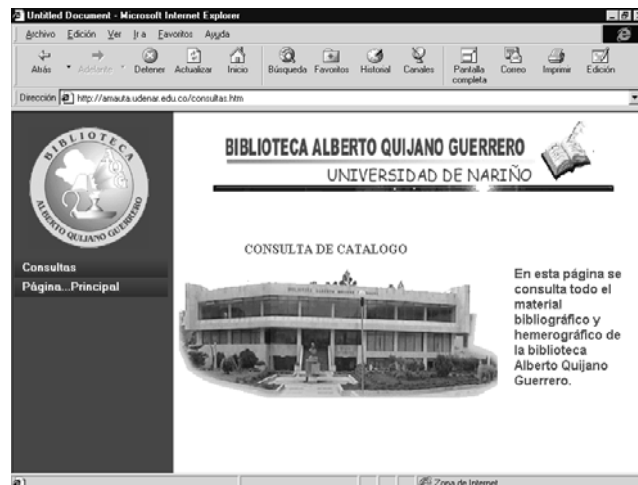 Untitled Document - Microsoft Internet Explorer
Archivo Edición Ver Ir a Favoritos Ayuda
Atrás Adelante Detener Actualizar Inicio Búsqueda Favoritos Historial Canales Pantalla completa Correo Imprimir Edición
Dirección http://amauta.udenar.edu.co/consultas.htm
BIBLIOTECA
ALBERTO QUIJANO GUERRERO
BIBLIOTECA ALBERTO QUIJANO GUERRERO
UNIVERSIDAD DE NARIÑO
Consultas
Página...Principal
CONSULTA DE CATALOGO
En esta página se
consulta todo el
material
bibliográfico y
hemerográfico de
la biblioteca
Alberto Quijano
Guerrero.
Zona de Internet